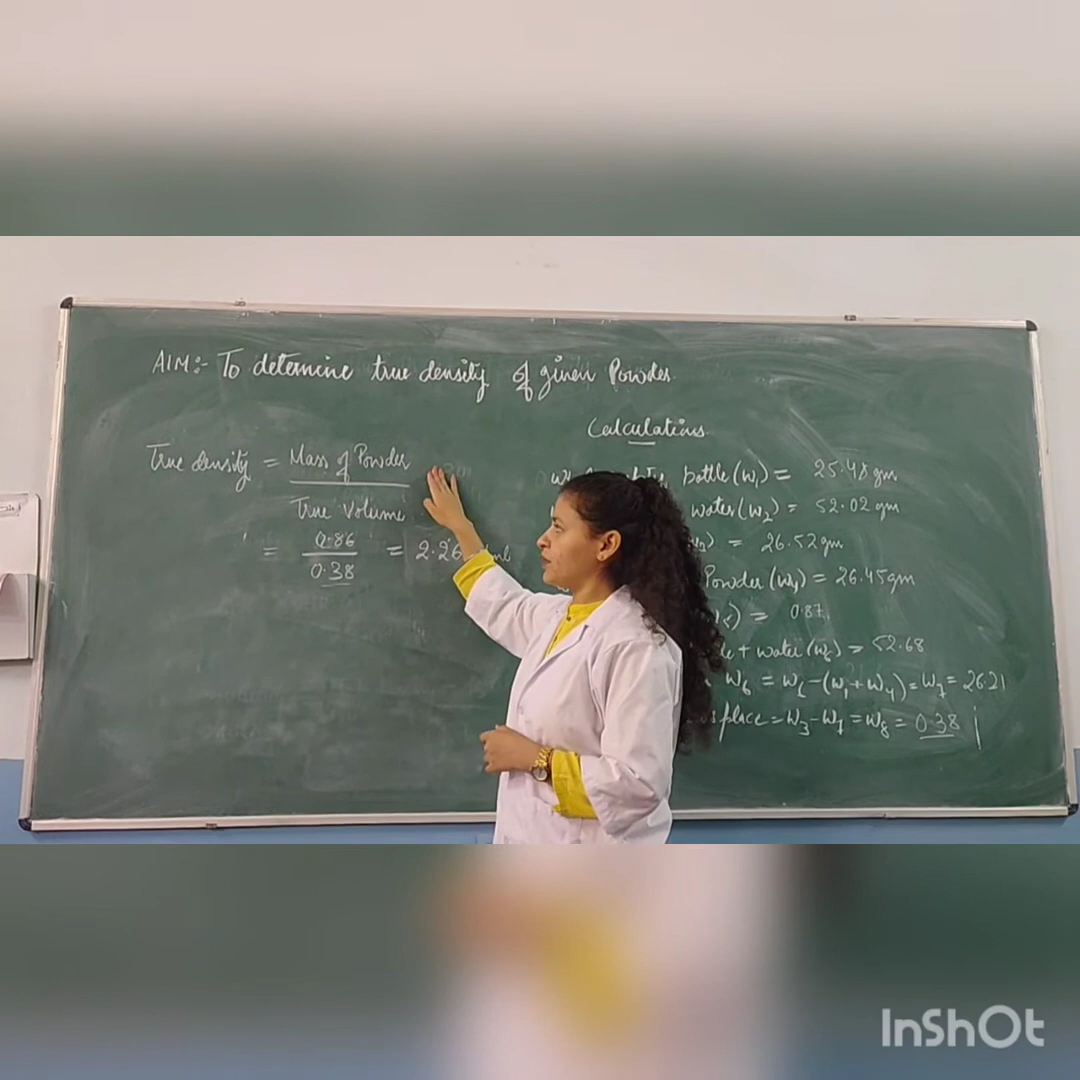 AIM:- To determine true density of given Powder.
True density = Mass of Powder
True Volume
= 0.86
0.38
= 2.26
Calculations
bottle (w1) = 25.48 gm
water (w2) = 52.02 gm
= 26.52 gm
Powder (w4) = 26.45 gm
= 0.87
+ water (w6) = 52.68
w6 = w6 - (w1 + w4) = w7 = 26.21
place = w3 - w7 = w8 = 0.38
InShOt